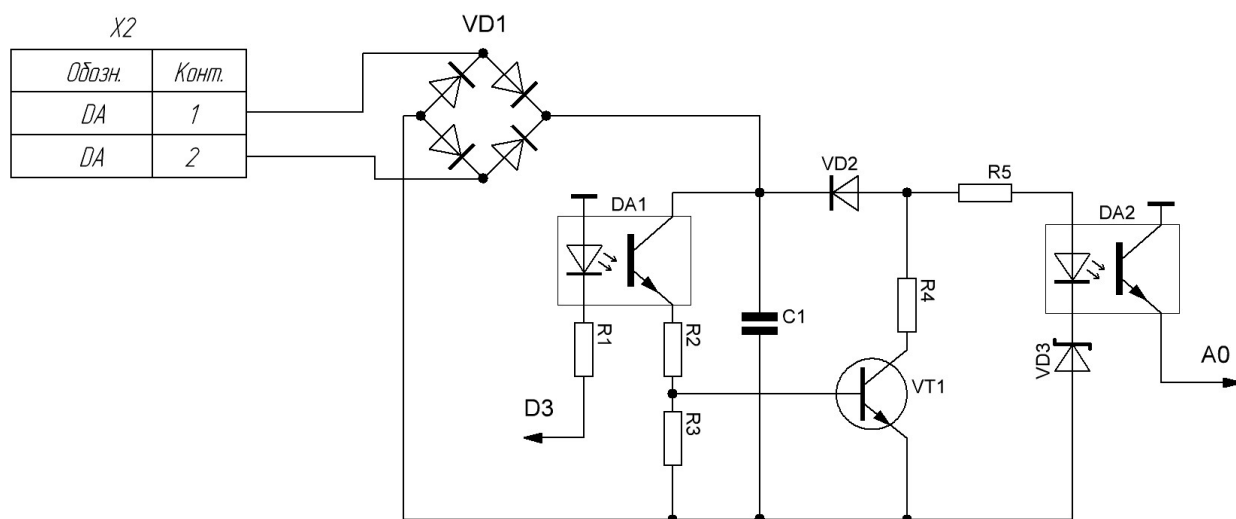 X2
Обозн. Конт.
DA 1
DA 2
VD1
DA1
VD2
R5
DA2
R1
R2
C1
R4
VD3
A0
D3
R3
VT1